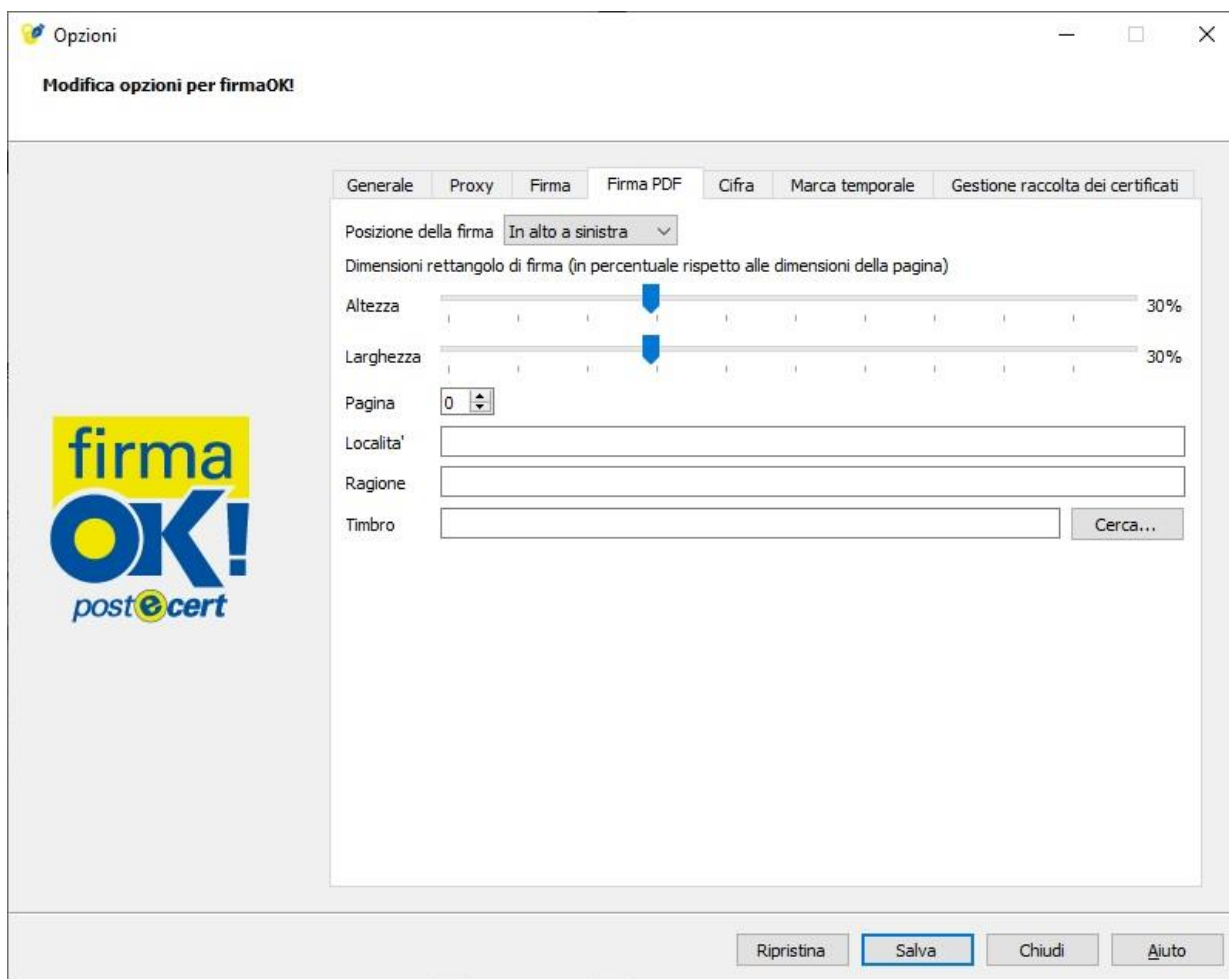 Opzioni
Modifica opzioni per firmaOK!
Generale Proxy Firma Firma PDF Cifra Marca temporale Gestione raccolta dei certificati
Posizione della firma In alto a sinistra
Dimensioni rettangolo di firma (in percentuale rispetto alle dimensioni della pagina)
Altezza 30%
Larghezza 30%
Pagina 0
Localita'
Ragione
Timbro Cerca...
firma
OK!
postecert
Ripristina Salva Chiudi Aiuto